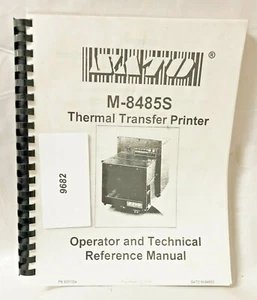 ®
M-8485S
Thermal Transfer Printer
9682
Operator and Technical
Reference Manual